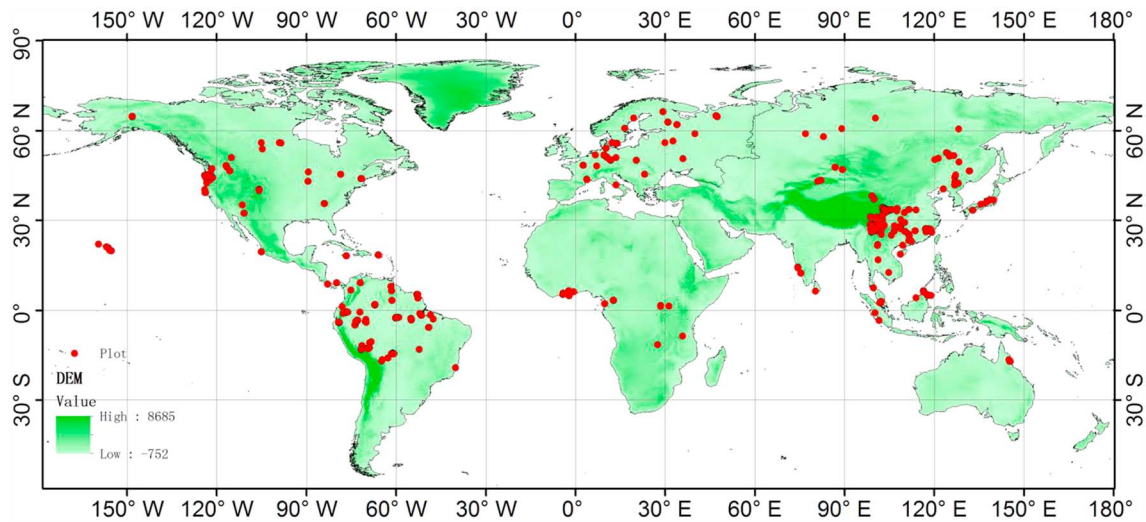 150° W 120° W 90° W 60° W 30° W 0° 30° E 60° E 90° E 120° E 150° E 180°
90°
60° N 60° N
30° N 30° N
0° 0°
Plot
DEM
30° S 30° S
Value
High : 8685
Low : -752
150° W 120° W 90° W 60° W 30° W 0° 30° E 60° E 90° E 120° E 150° E 180°